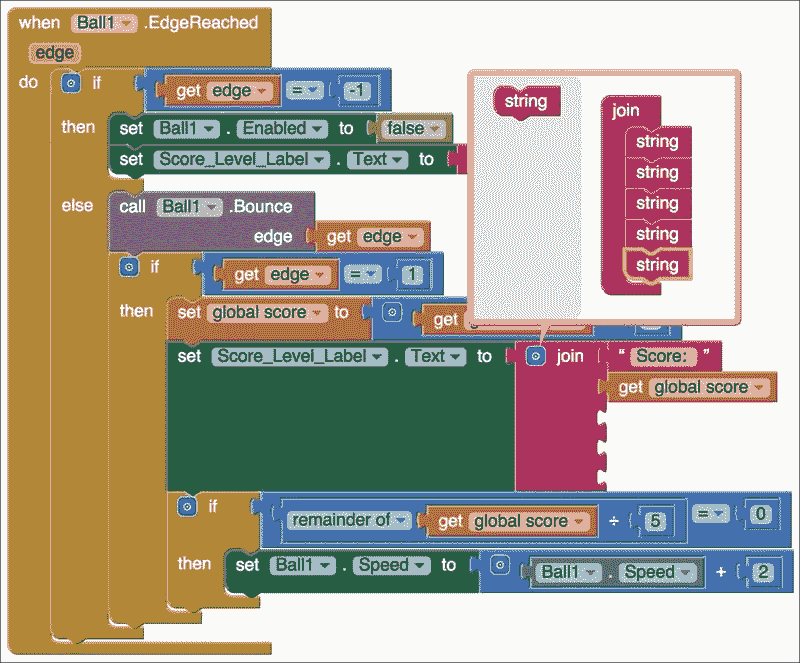 when Ball1 .EdgeReached
edge
do if get edge = -1
then set Ball1 . Enabled to false
set Score_Level_Label . Text to
else call Ball1 .Bounce
edge get edge
if get edge = 1
then set global score to get
set Score_Level_Label . Text to join “ Score: ”
get global score
if remainder of get global score ÷ 5 = 0
then set Ball1 . Speed to Ball1 . Speed + 2
string
join
string
string
string
string
string